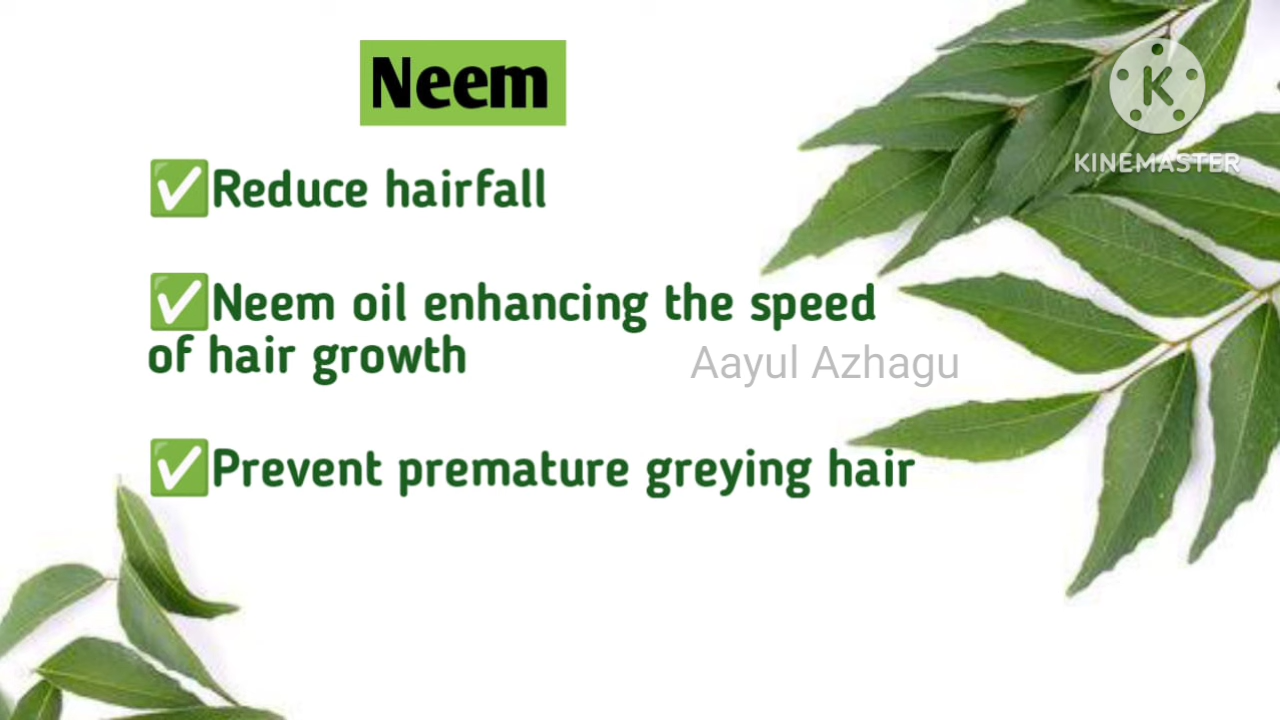 Neem
K
KINEMASTER
✅Reduce hairfall
✅Neem oil enhancing the speed
of hair growth
Aayul Azhagu
✅Prevent premature greying hair